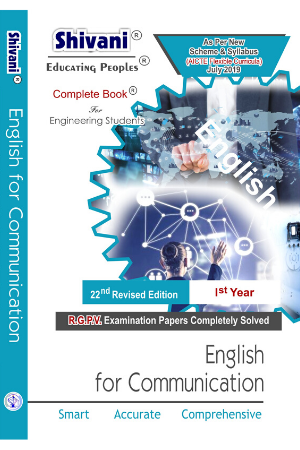 Shivani®
English for Communication
Shivani®
EDUCATING PEOPLES®
Complete Book®
For
Engineering Students
As Per New
Scheme & Syllabus
(AICTE Flexible Curricula)
July 2019
English
22nd Revised Edition
Ist Year
R.G.P.V. Examination Papers Completely Solved
English
for Communication
Smart Accurate Comprehensive